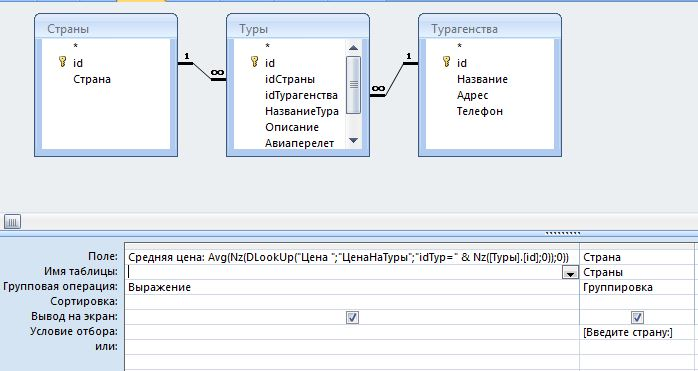 Страны
*
id
Страна
1
∞
Туры
*
id
idСтраны
idТурагенства
НазваниеТура
Описание
Авиаперелет
1
∞
Турагенства
*
id
Название
Адрес
Телефон
Поле: Средняя цена: Avg(Nz(DLookUp("Цена ";"ЦенаНаТуры";"idТур=" & Nz([Туры].[id];0));0)) Страна
Имя таблицы: Страны
Групповая операция: Выражение Группировка
Сортировка:
Вывод на экран:
Условие отбора: [Введите страну:]
или: